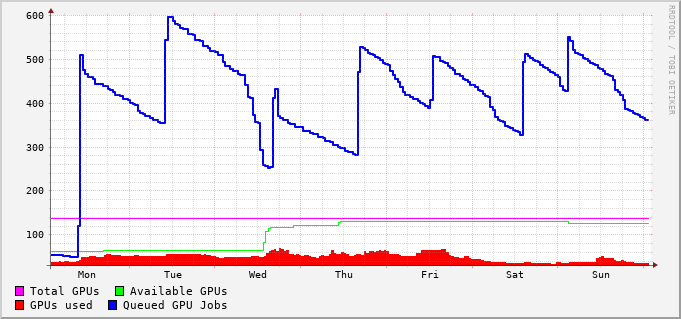 600
500
400
300
200
100
Mon Tue Wed Thu Fri Sat Sun
Total GPUs Available GPUs
GPUs used Queued GPU Jobs
RRDTOOL / TOBI OETIKER